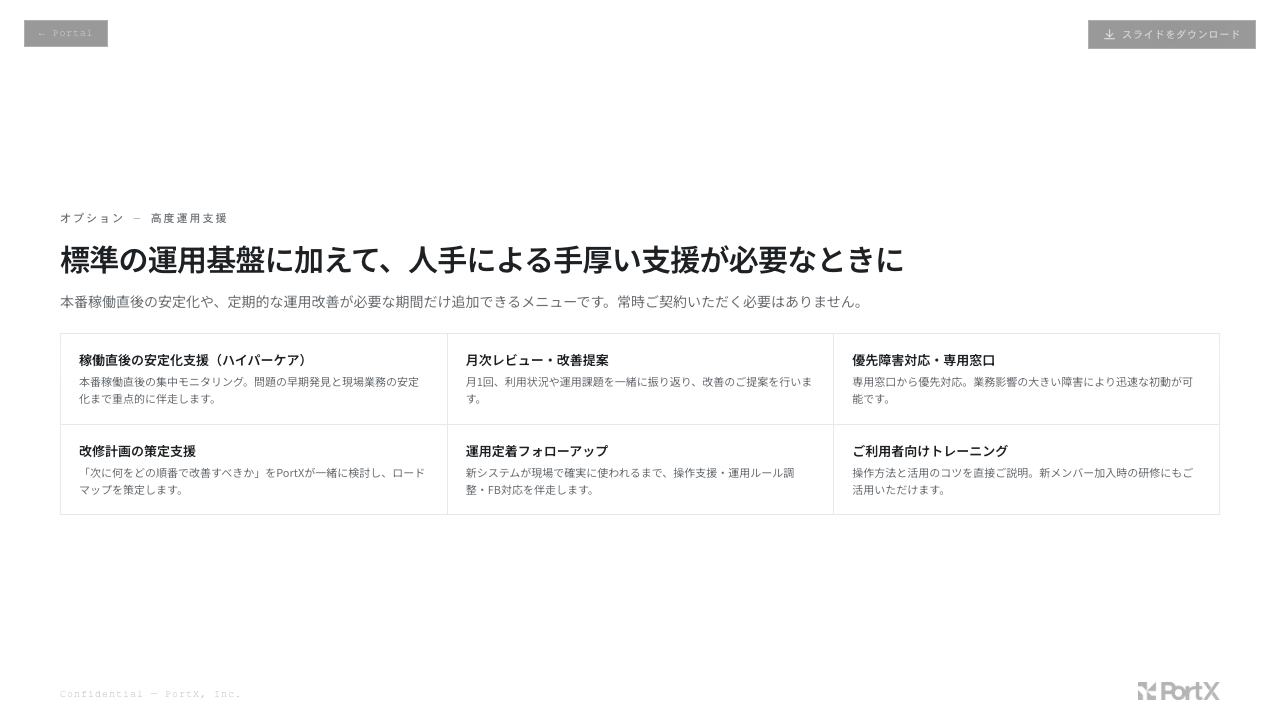 ← Portal
スライドをダウンロード
オプション — 高度運用支援
標準の運用基盤に加えて、人手による手厚い支援が必要なときに
本番稼働直後の安定化や、定期的な運用改善が必要な期間だけ追加できるメニューです。常時ご契約いただく必要はありません。
稼働直後の安定化支援（ハイパーケア）
本番稼働直後の集中モニタリング。問題の早期発見と現場業務の安定
化まで重点的に伴走します。
月次レビュー・改善提案
月1回、利用状況や運用課題を一緒に振り返り、改善のご提案を行いま
す。
優先障害対応・専用窓口
専用窓口から優先対応。業務影響の大きい障害により迅速な初動が可
能です。
改修計画の策定支援
「次に何をどの順番で改善すべきか」をPortXが一緒に検討し、ロード
マップを策定します。
運用定着フォローアップ
新システムが現場で確実に使われるまで、操作支援・運用ルール調
整・FB対応を伴走します。
ご利用者向けトレーニング
操作方法と活用のコツを直接ご説明。新メンバー加入時の研修にもご
活用いただけます。
Confidential — PortX, Inc.
PortX